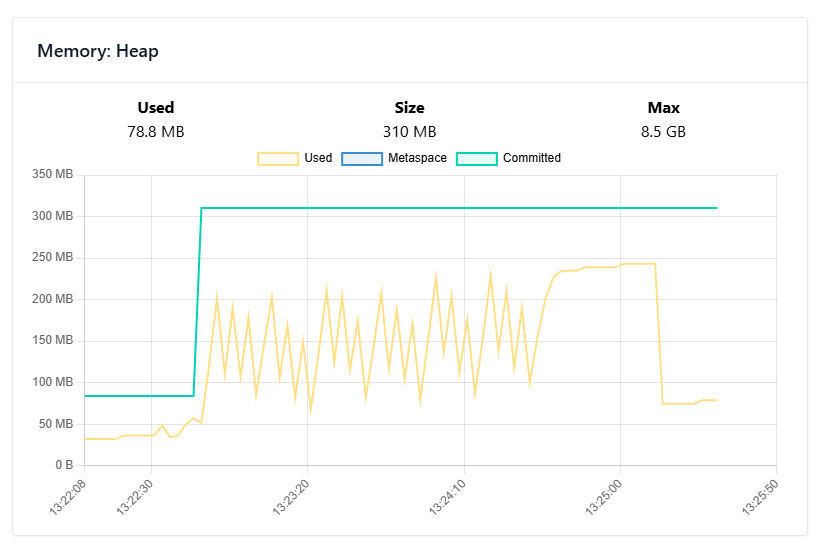 Memory: Heap
Used Size Max
78.8 MB 310 MB 8.5 GB
Used Metaspace Committed
350 MB
300 MB
250 MB
200 MB
150 MB
100 MB
50 MB
0 B
13:22:08 13:22:30 13:23:20 13:24:10 13:25:00 13:25:50